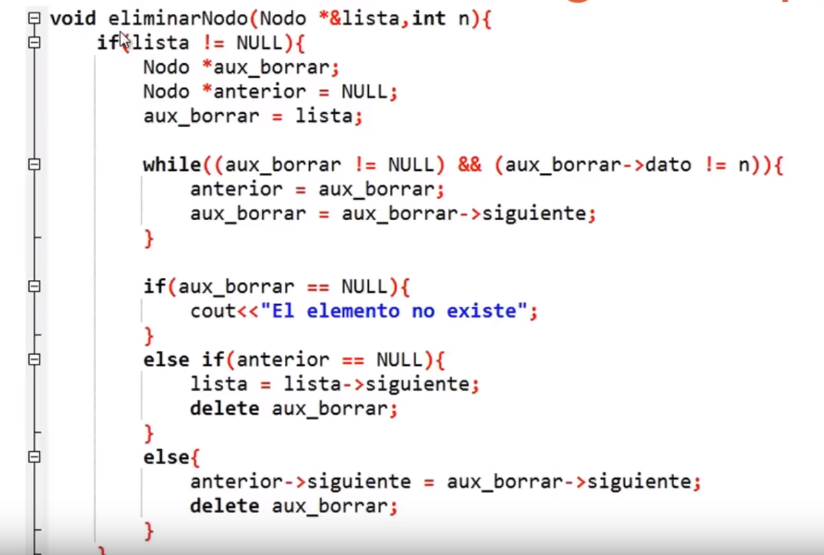 void eliminarNodo(Nodo *&lista,int n){
if(lista != NULL){
Nodo *aux_borrar;
Nodo *anterior = NULL;
aux_borrar = lista;
while((aux_borrar != NULL) && (aux_borrar->dato != n)){
anterior = aux_borrar;
aux_borrar = aux_borrar->siguiente;
}
if(aux_borrar == NULL){
cout<<"El elemento no existe";
}
else if(anterior == NULL){
lista = lista->siguiente;
delete aux_borrar;
}
else{
anterior->siguiente = aux_borrar->siguiente;
delete aux_borrar;
}
}